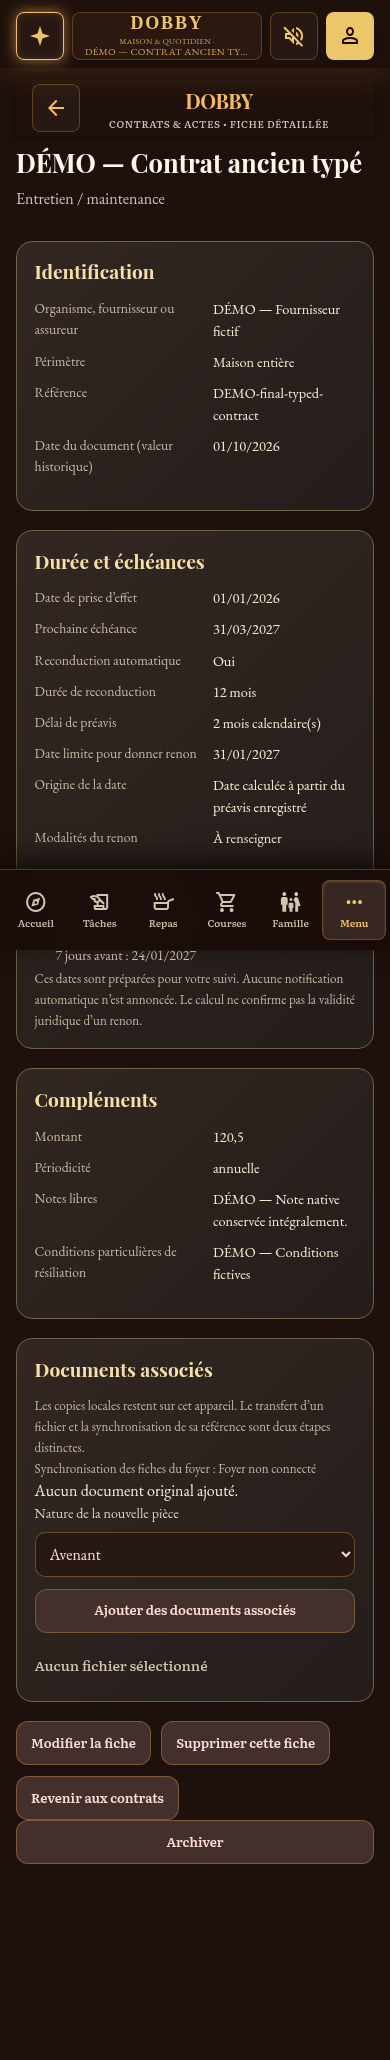 DOBBY
MAISON & QUOTIDIEN ·
DÉMO — CONTRAT ANCIEN TY…
DOBBY
CONTRATS & ACTES • FICHE DÉTAILLÉE
DÉMO — Contrat ancien typé
Entretien / maintenance
Identification
Organisme, fournisseur ou assureur
DÉMO — Fournisseur fictif
Périmètre
Maison entière
Référence
DEMO-final-typed-contract
Date du document (valeur historique)
01/10/2026
Durée et échéances
Date de prise d’effet
01/01/2026
Prochaine échéance
31/03/2027
Reconduction automatique
Oui
Durée de reconduction
12 mois
Délai de préavis
2 mois calendaire(s)
Date limite pour donner renon
31/01/2027
Origine de la date
Date calculée à partir du préavis enregistré
Modalités du renon
À renseigner
Accueil
Tâches
Repas
Courses
Famille
Menu
7 jours avant : 24/01/2027
Ces dates sont préparées pour votre suivi. Aucune notification
automatique n’est annoncée. Le calcul ne confirme pas la validité
juridique d’un renon.
Compléments
Montant
120,5
Périodicité
annuelle
Notes libres
DÉMO — Note native conservée intégralement.
Conditions particulières de résiliation
DÉMO — Conditions fictives
Documents associés
Les copies locales restent sur cet appareil. Le transfert d’un
fichier et la synchronisation de sa référence sont deux étapes
distinctes.
Synchronisation des fiches du foyer : Foyer non connecté
Aucun document original ajouté.
Nature de la nouvelle pièce
Avenant
Ajouter des documents associés
Aucun fichier sélectionné
Modifier la fiche
Supprimer cette fiche
Revenir aux contrats
Archiver